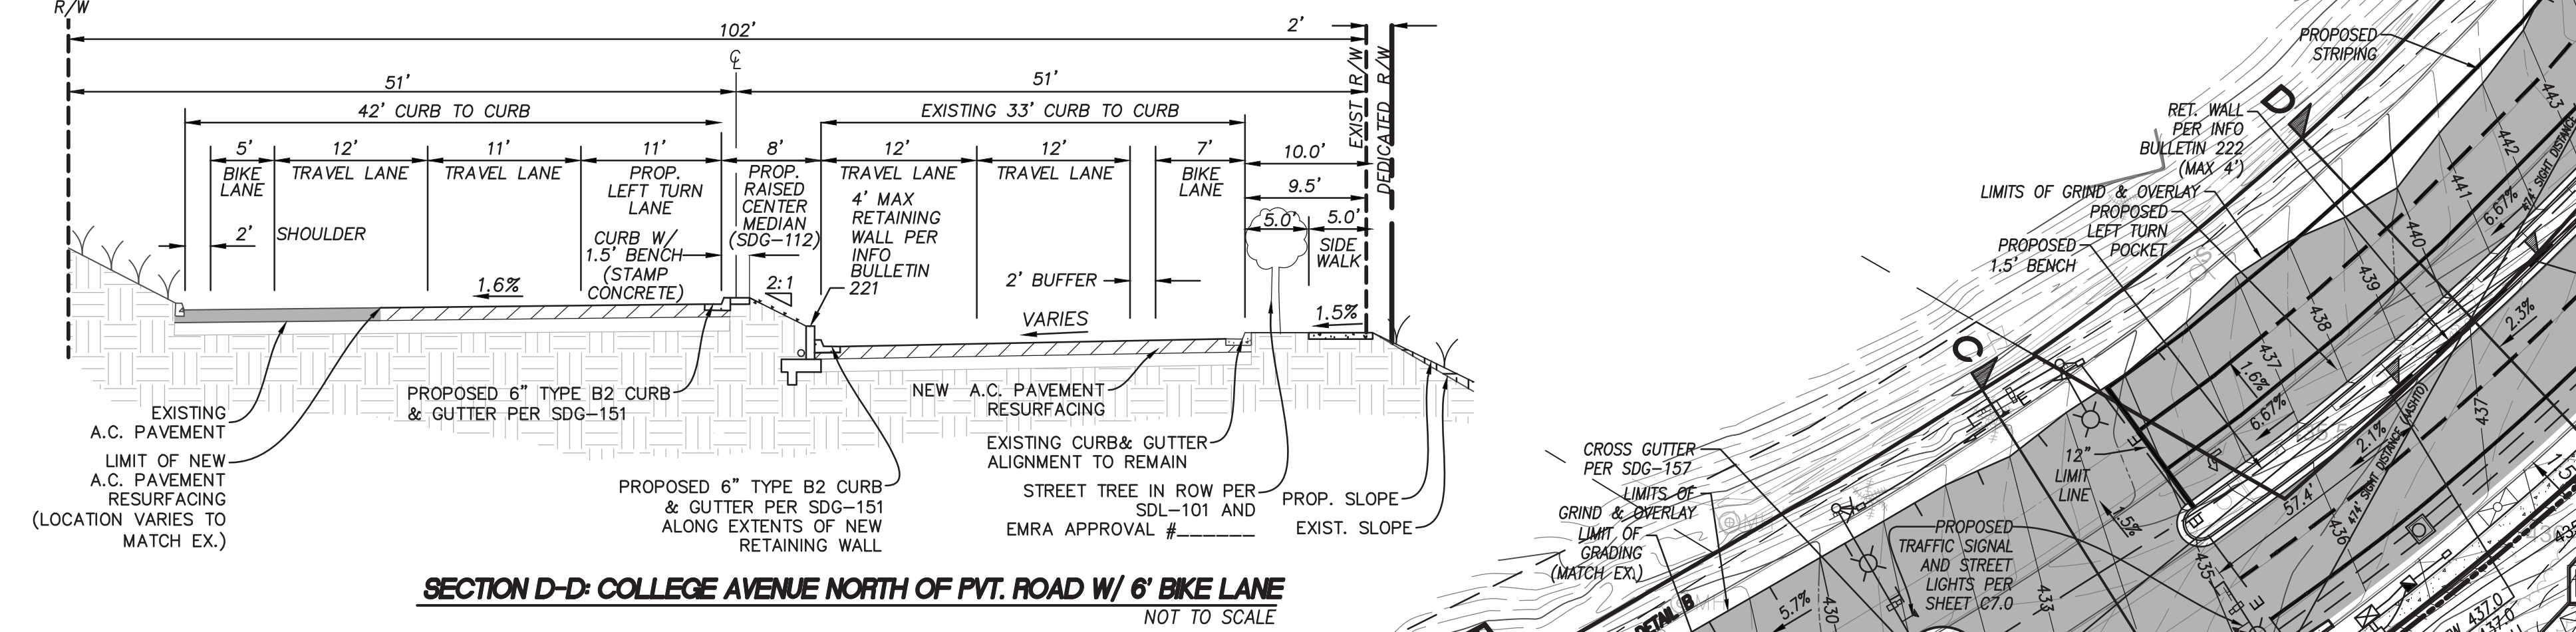 R/W
102'
2'
℄
51'
51'
EXIST R/W
DEDICATED R/W
42' CURB TO CURB
EXISTING 33' CURB TO CURB
5'
BIKE
LANE
12'
TRAVEL LANE
11'
TRAVEL LANE
11'
PROP.
LEFT TURN
LANE
8'
PROP.
RAISED
CENTER
MEDIAN
(SDG-112)
12'
TRAVEL LANE
12'
TRAVEL LANE
7'
BIKE
LANE
10.0'
9.5'
5.0'
5.0'
SIDE
WALK
2'
SHOULDER
CURB W/
1.5' BENCH
(STAMP
CONCRETE)
4' MAX
RETAINING
WALL PER
INFO
BULLETIN
221
2' BUFFER
1.6%
2:1
VARIES
1.5%
EXISTING
A.C. PAVEMENT
LIMIT OF NEW
A.C. PAVEMENT
RESURFACING
(LOCATION VARIES TO
MATCH EX.)
PROPOSED 6" TYPE B2 CURB
& GUTTER PER SDG-151
PROPOSED 6" TYPE B2 CURB
& GUTTER PER SDG-151
ALONG EXTENTS OF NEW
RETAINING WALL
NEW A.C. PAVEMENT
RESURFACING
EXISTING CURB& GUTTER
ALIGNMENT TO REMAIN
STREET TREE IN ROW PER
SDL-101 AND
EMRA APPROVAL #______
PROP. SLOPE
EXIST. SLOPE
SECTION D-D: COLLEGE AVENUE NORTH OF PVT. ROAD W/ 6' BIKE LANE
NOT TO SCALE
PROPOSED
STRIPING
D
RET. WALL
PER INFO
BULLETIN 222
(MAX 4')
LIMITS OF GRIND & OVERLAY
PROPOSED
LEFT TURN
POCKET
PROPOSED
1.5' BENCH
C
443
442
441
440
439
438
437
6.67%
474' SIGHT DISTANCE
2.3%
1.6%
6.67%
437
2.1%
474' SIGHT DISTANCE (AASHTO)
57.4'
436
435
12"
LIMIT
LINE
1.5%
CROSS GUTTER
PER SDG-157
LIMITS OF
GRIND & OVERLAY
LIMIT OF
GRADING
(MATCH EX.)
PROPOSED
TRAFFIC SIGNAL
AND STREET
LIGHTS PER
SHEET C7.0
DETAIL B
5.7%
430
433
437.0